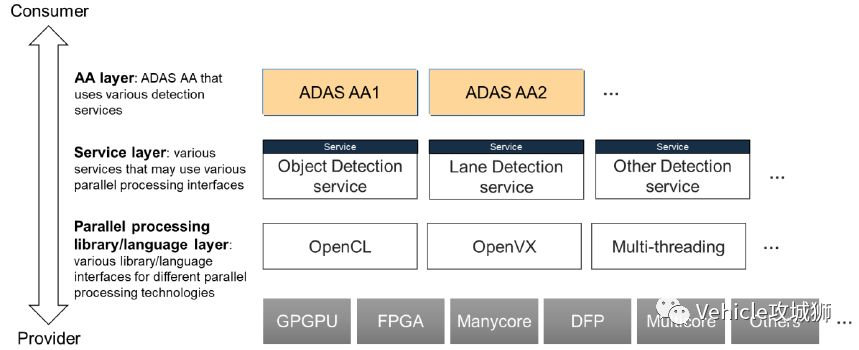 Consumer
AA layer: ADAS AA that
uses various detection
services
ADAS AA1
ADAS AA2
...
Service layer: various
services that may use various
parallel processing interfaces
Service
Object Detection
service
Service
Lane Detection
service
Service
Other Detection
service
...
Parallel processing
library/language layer:
various library/language
interfaces for different parallel
processing technologies
OpenCL
OpenVX
Multi-threading
...
Provider
GPGPU
FPGA
Manycore
DFP
Multicore
Others
...
Vehicle攻城狮